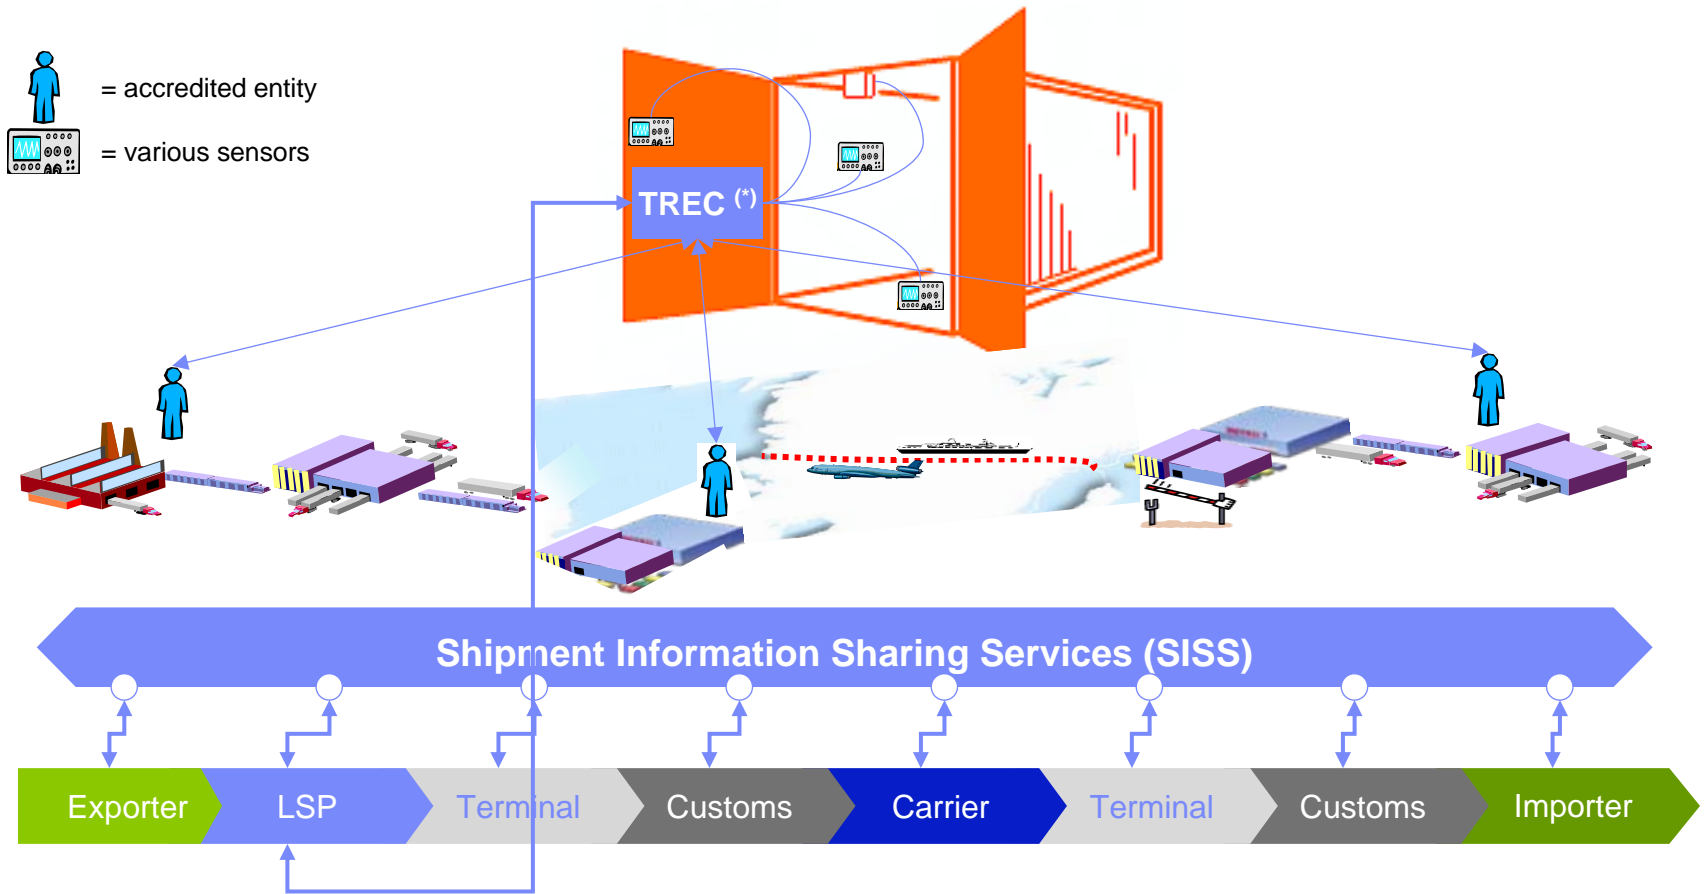 = accredited entity
= various sensors
TREC (*)
Shipment Information Sharing Services (SISS)
Exporter
LSP
Terminal
Customs
Carrier
Terminal
Customs
Importer